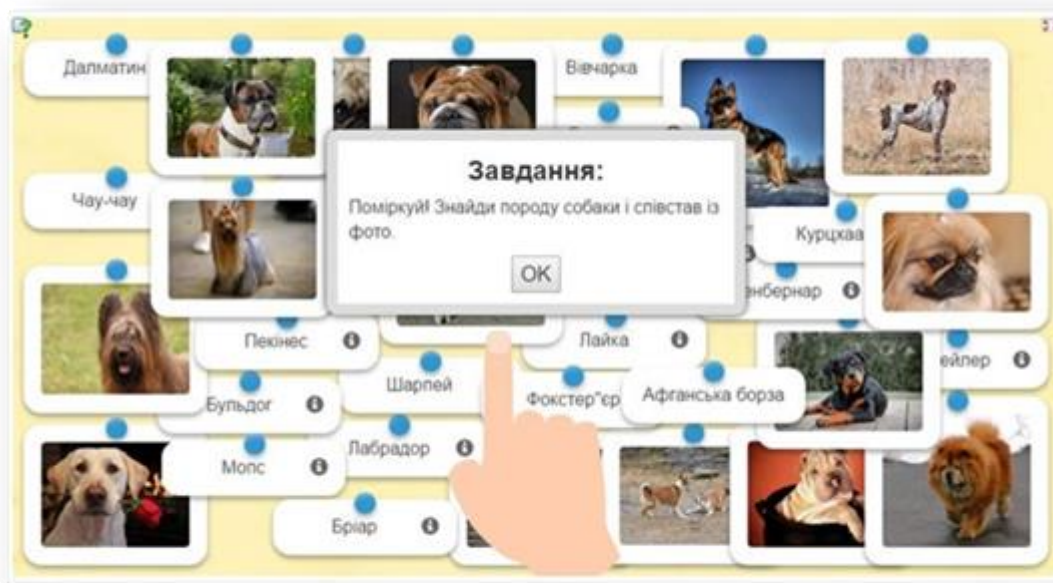 Далматин
Вівчарка
Завдання:
Поміркуй! Знайди породу собаки і співстав із
фото.
OK
Чау-чау
Курцхаа
енбернар
Пекінес
Лайка
ейлер
Шарпей
Бульдог
Фокстер"єр
Афганська борза
Лабрадор
Мопс
Бріар